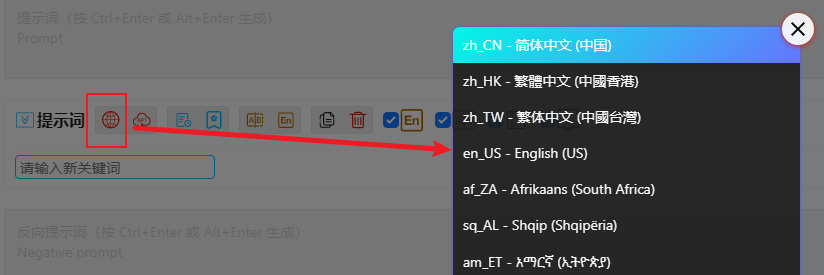 提示词（按 Ctrl+Enter 或 Alt+Enter 生成）
Prompt
提示词
API
A
B
En
En
请输入新关键词
反向提示词（按 Ctrl+Enter 或 Alt+Enter 生成）
Negative prompt
zh_CN - 简体中文 (中国)
zh_HK - 繁體中文 (中國香港)
zh_TW - 繁体中文 (中國台灣)
en_US - English (US)
af_ZA - Afrikaans (South Africa)
sq_AL - Shqip (Shqipëria)
am_ET - አማርኛ (ኢትዮጵያ)